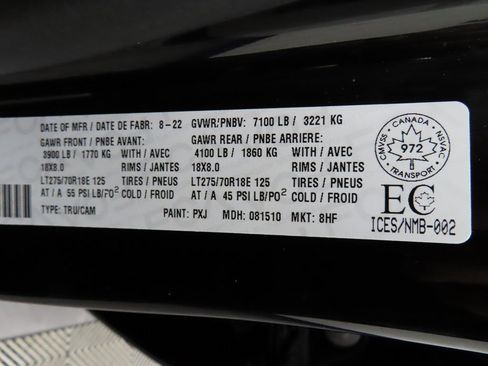 DATE OF MFR / DATE DE FABR: 8-22 GVWR/PNBV: 7100 LB / 3221 KG
GAWR FRONT / PNBE AVANT: GAWR REAR / PNBE ARRIERE:
3900 LB / 1770 KG WITH / AVEC 4100 LB / 1860 KG WITH / AVEC
18X8.0 RIMS / JANTES 18X8.0 RIMS / JANTES
LT275/70R18E 125 TIRES / PNEUS LT275/70R18E 125 TIRES / PNEUS
AT / A 55 PSI LB/PO² COLD / FROID AT / A 45 PSI LB/PO² COLD / FROID
TYPE: TRU/CAM PAINT: PXJ MDH: 081510 MKT: 8HF
CANADA
CMVSS 972 NSVAC
TRANSPORT
EC
ICES/NMB-002